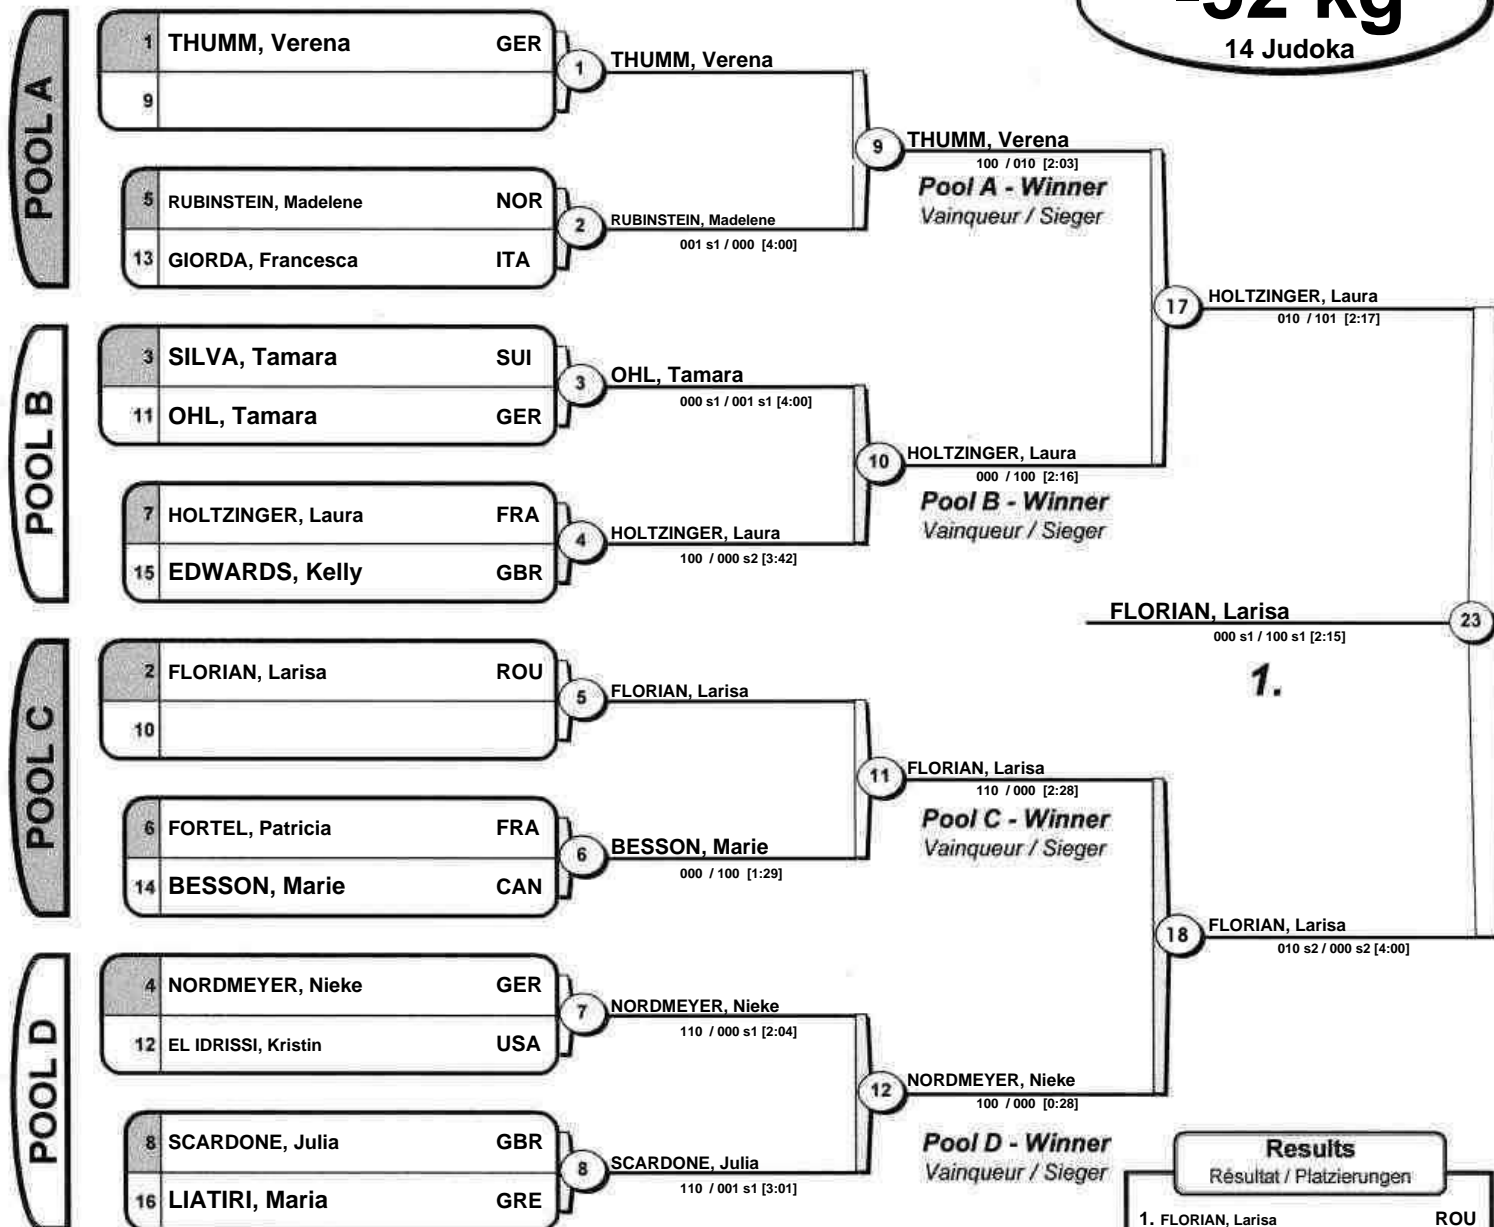 -52 kg
14 Judoka
POOL A
1 THUMM, Verena GER
9
1 THUMM, Verena
5 RUBINSTEIN, Madelene NOR
13 GIORDA, Francesca ITA
2 RUBINSTEIN, Madelene
001 s1 / 000 [4:00]
9 THUMM, Verena
100 / 010 [2:03]
Pool A - Winner
Vainqueur / Sieger
17 HOLTZINGER, Laura
010 / 101 [2:17]
POOL B
3 SILVA, Tamara SUI
11 OHL, Tamara GER
3 OHL, Tamara
000 s1 / 001 s1 [4:00]
7 HOLTZINGER, Laura FRA
15 EDWARDS, Kelly GBR
4 HOLTZINGER, Laura
100 / 000 s2 [3:42]
10 HOLTZINGER, Laura
000 / 100 [2:16]
Pool B - Winner
Vainqueur / Sieger
FLORIAN, Larisa 23
000 s1 / 100 s1 [2:15]
1.
POOL C
2 FLORIAN, Larisa ROU
10
5 FLORIAN, Larisa
6 FORTEL, Patricia FRA
14 BESSON, Marie CAN
6 BESSON, Marie
000 / 100 [1:29]
11 FLORIAN, Larisa
110 / 000 [2:28]
Pool C - Winner
Vainqueur / Sieger
18 FLORIAN, Larisa
010 s2 / 000 s2 [4:00]
POOL D
4 NORDMEYER, Nieke GER
12 EL IDRISSI, Kristin USA
7 NORDMEYER, Nieke
110 / 000 s1 [2:04]
8 SCARDONE, Julia GBR
16 LIATIRI, Maria GRE
8 SCARDONE, Julia
110 / 001 s1 [3:01]
12 NORDMEYER, Nieke
100 / 000 [0:28]
Pool D - Winner
Vainqueur / Sieger
Results
Résultat / Platzierungen
1. FLORIAN, Larisa ROU